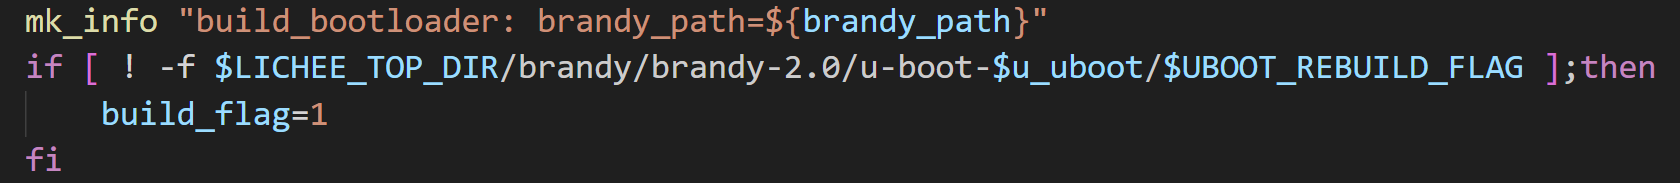 mk_info "build_bootloader: brandy_path=${brandy_path}"
if [ ! -f $LICHEE_TOP_DIR/brandy/brandy-2.0/u-boot-$u_uboot/$UBOOT_REBUILD_FLAG ];then
    build_flag=1
fi